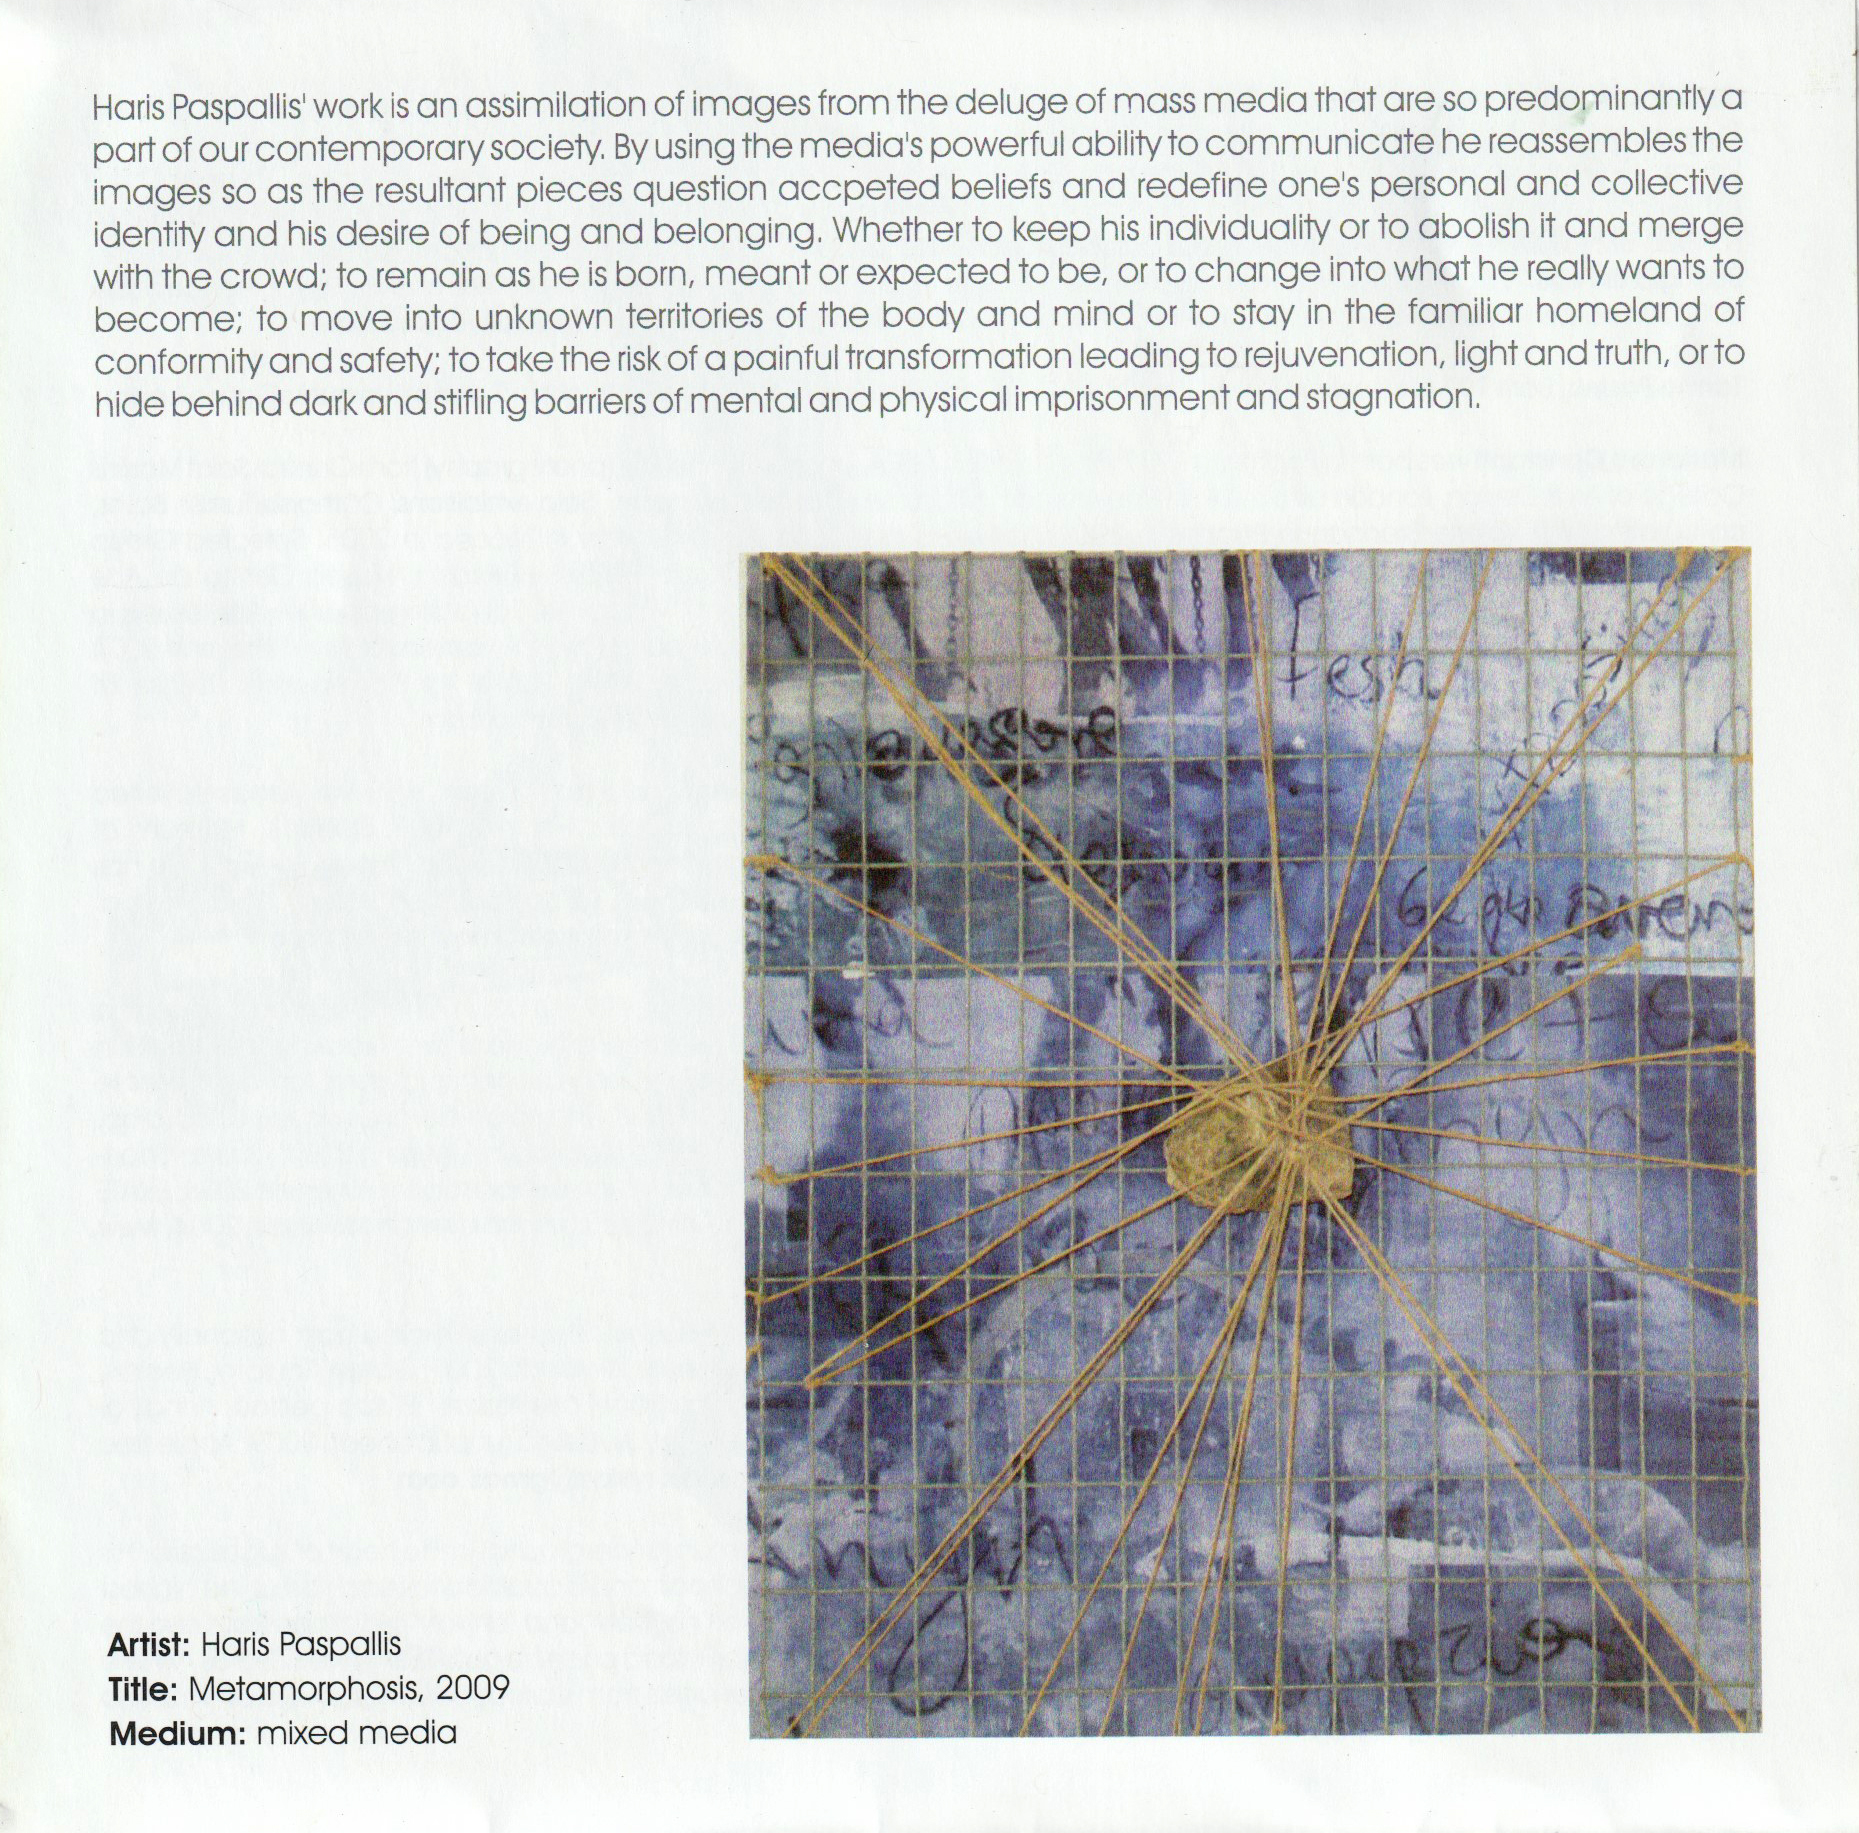 Haris Paspallis' work is an assimilation of images from the deluge of mass media that are so predominantly a
part of our contemporary society. By using the media's powerful ability to communicate he reassembles the
images so as the resultant pieces question accpeted beliefs and redefine one's personal and collective
identity and his desire of being and belonging. Whether to keep his individuality or to abolish it and merge
with the crowd; to remain as he is born, meant or expected to be, or to change into what he really wants to
become; to move into unknown territories of the body and mind or to stay in the familiar homeland of
conformity and safety; to take the risk of a painful transformation leading to rejuvenation, light and truth, or to
hide behind dark and stifling barriers of mental and physical imprisonment and stagnation.
Artist: Haris Paspallis
Title: Metamorphosis, 2009
Medium: mixed media